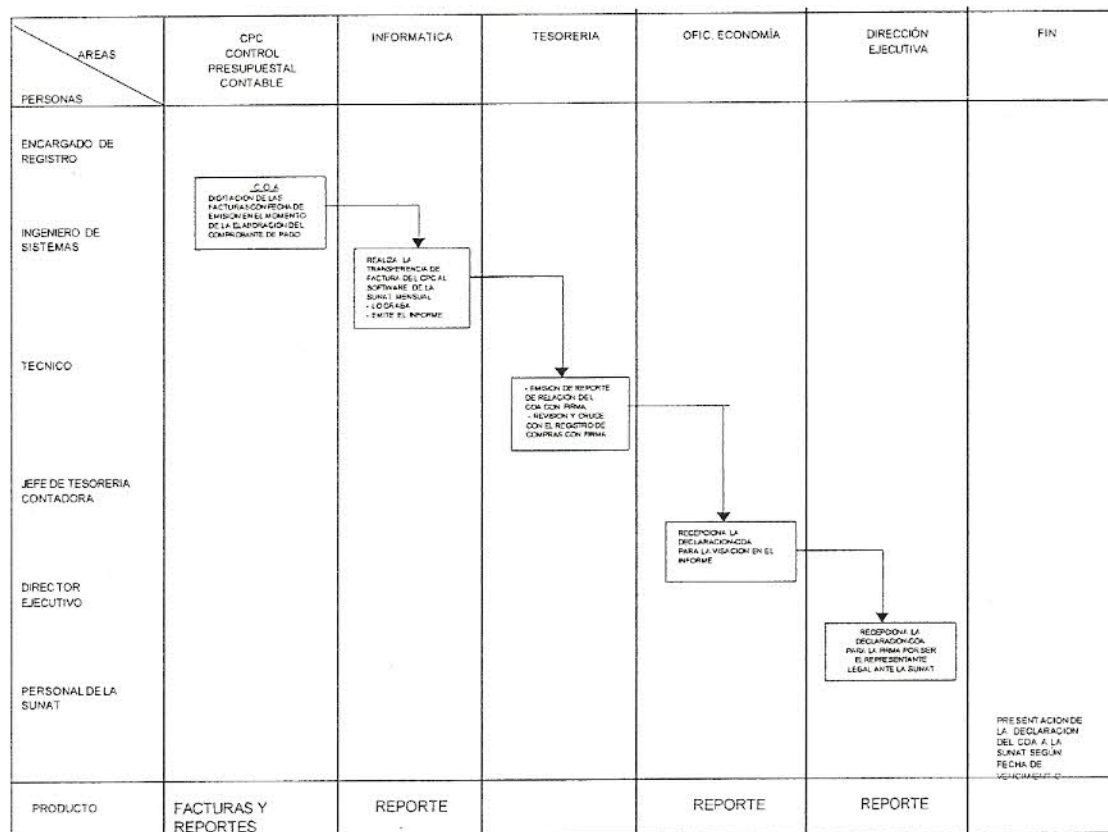 AREAS
PERSONAS
CPC
CONTROL
PRESUPUESTAL
CONTABLE
INFORMATICA
TESORERIA
OFIC. ECONOMÍA
DIRECCIÓN
EJECUTIVA
FIN
ENCARGADO DE
REGISTRO
C.O.A
DIGITACION DE LAS
FACTURAS CON FECHA DE
EMISION EN EL MOMENTO
DE LA ELABORACION DEL
COMPROBANTE DE PAGO
INGENIERO DE
SISTEMAS
REALIZA LA
TRANSFERENCIA DE
FACTURA DEL CPC AL
SOFTWARE DE LA
SUNAT MENSUAL
- LO GRABA
- EMITE EL INFORME
TECNICO
- EMISION DE REPORTE
DE RELACION DEL
COA CON FIRMA
- REVISION Y CRUCE
CON EL REGISTRO DE
COMPRAS CON FIRMA
JEFE DE TESORERIA
CONTADORA
RECEPCIONA LA
DECLARACION-COA
PARA LA VISACION EN EL
INFORME
DIRECTOR
EJECUTIVO
RECEPCIONA LA
DECLARACION-COA
PARA LA FIRMA POR SER
EL REPRESENTANTE
LEGAL ANTE LA SUNAT
PERSONAL DE LA
SUNAT
PRESENTACION DE
LA DECLARACION
DEL COA A LA
SUNAT SEGÚN
FECHA DE
PRODUCTO
FACTURAS Y
REPORTES
REPORTE
REPORTE
REPORTE